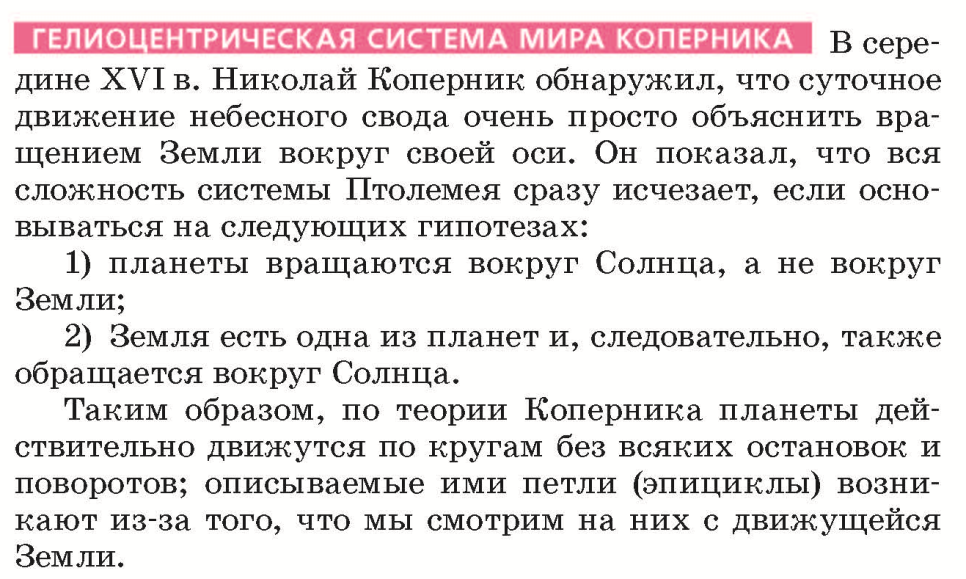 ГЕЛИОЦЕНТРИЧЕСКАЯ СИСТЕМА МИРА КОПЕРНИКА В сере-
дине XVI в. Николай Коперник обнаружил, что суточное
движение небесного свода очень просто объяснить вра-
щением Земли вокруг своей оси. Он показал, что вся
сложность системы Птолемея сразу исчезает, если осно-
вываться на следующих гипотезах:
1) планеты вращаются вокруг Солнца, а не вокруг
Земли;
2) Земля есть одна из планет и, следовательно, также
обращается вокруг Солнца.
Таким образом, по теории Коперника планеты дей-
ствительно движутся по кругам без всяких остановок и
поворотов; описываемые ими петли (эпициклы) возни-
кают из-за того, что мы смотрим на них с движущейся
Земли.